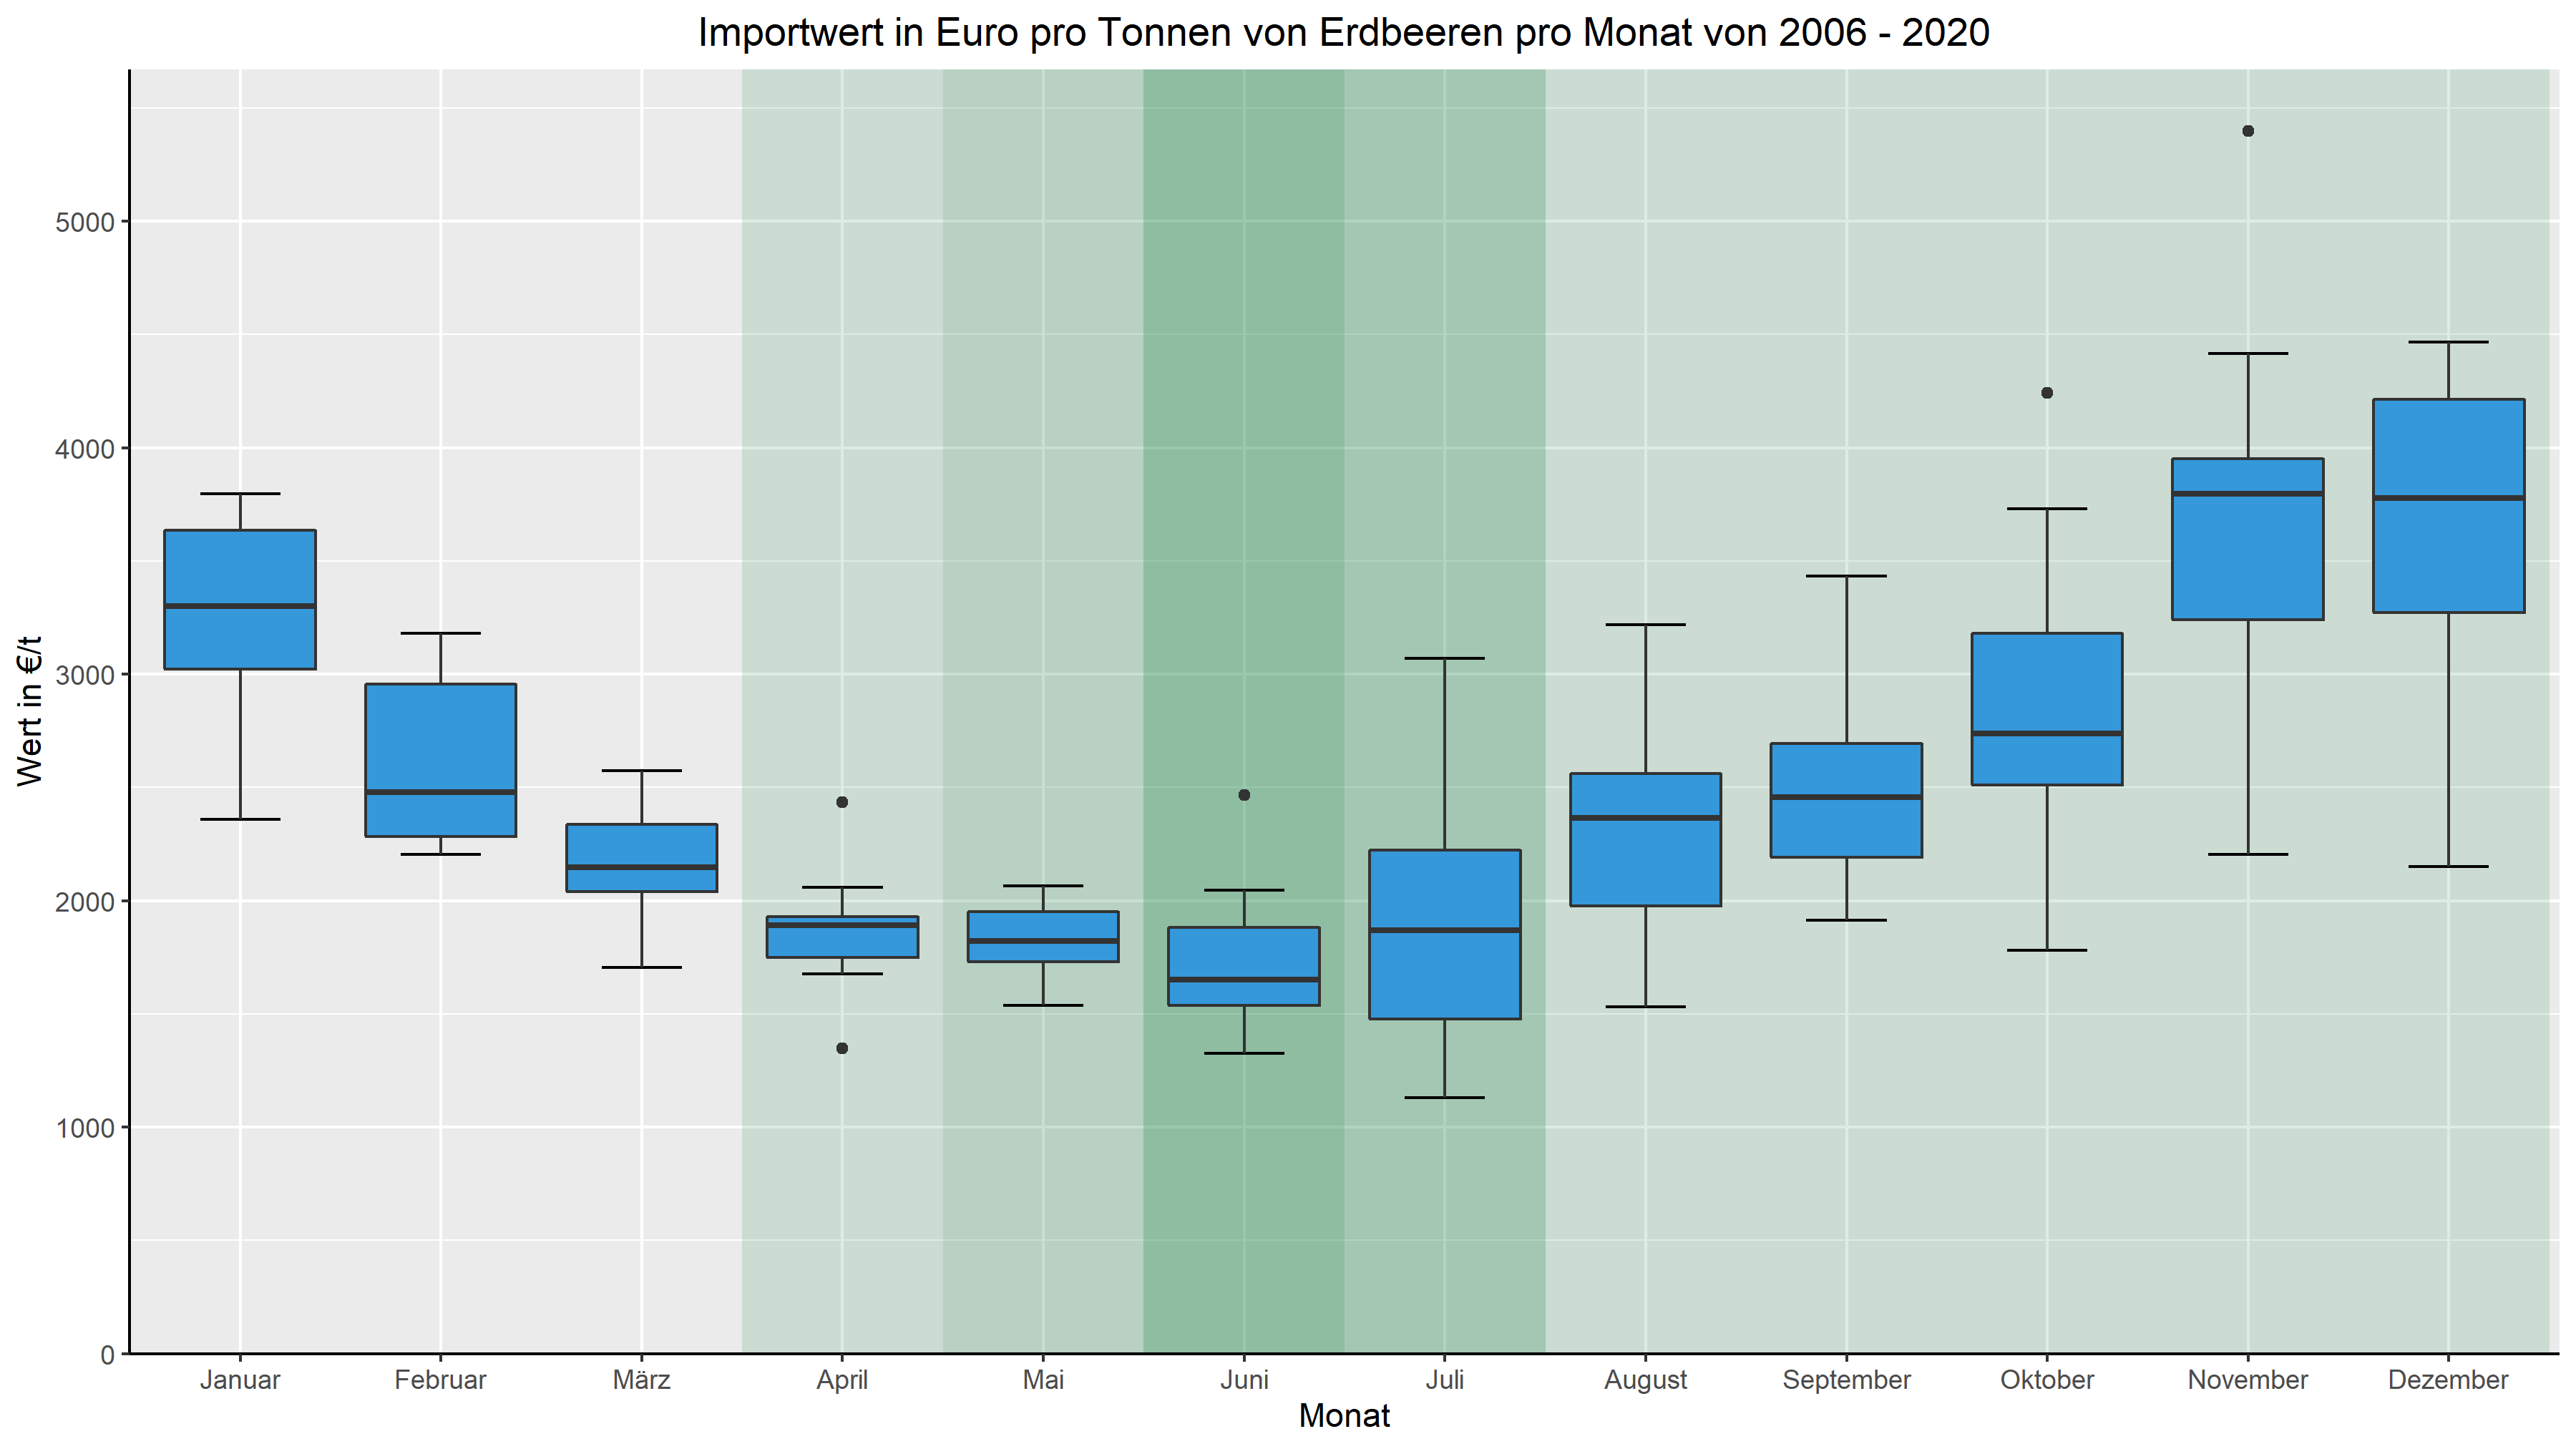 Importwert in Euro pro Tonnen von Erdbeeren pro Monat von 2006 - 2020
Wert in €/t
5000
4000
3000
2000
1000
0
Januar Februar März April Mai Juni Juli August September Oktober November Dezember
Monat